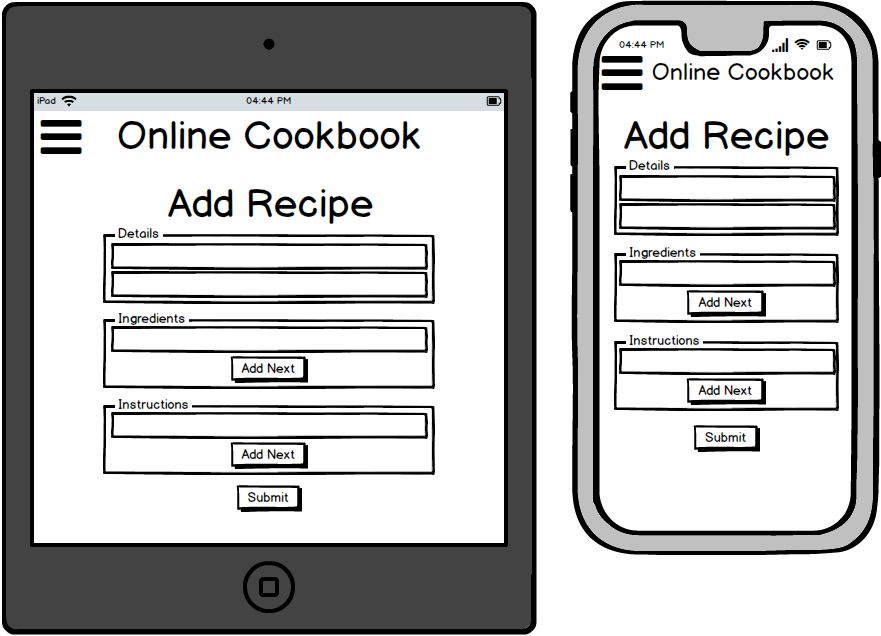 iPad 04:44 PM
Online Cookbook
Add Recipe
Details
Ingredients
Add Next
Instructions
Add Next
Submit
04:44 PM
Online Cookbook
Add Recipe
Details
Ingredients
Add Next
Instructions
Add Next
Submit